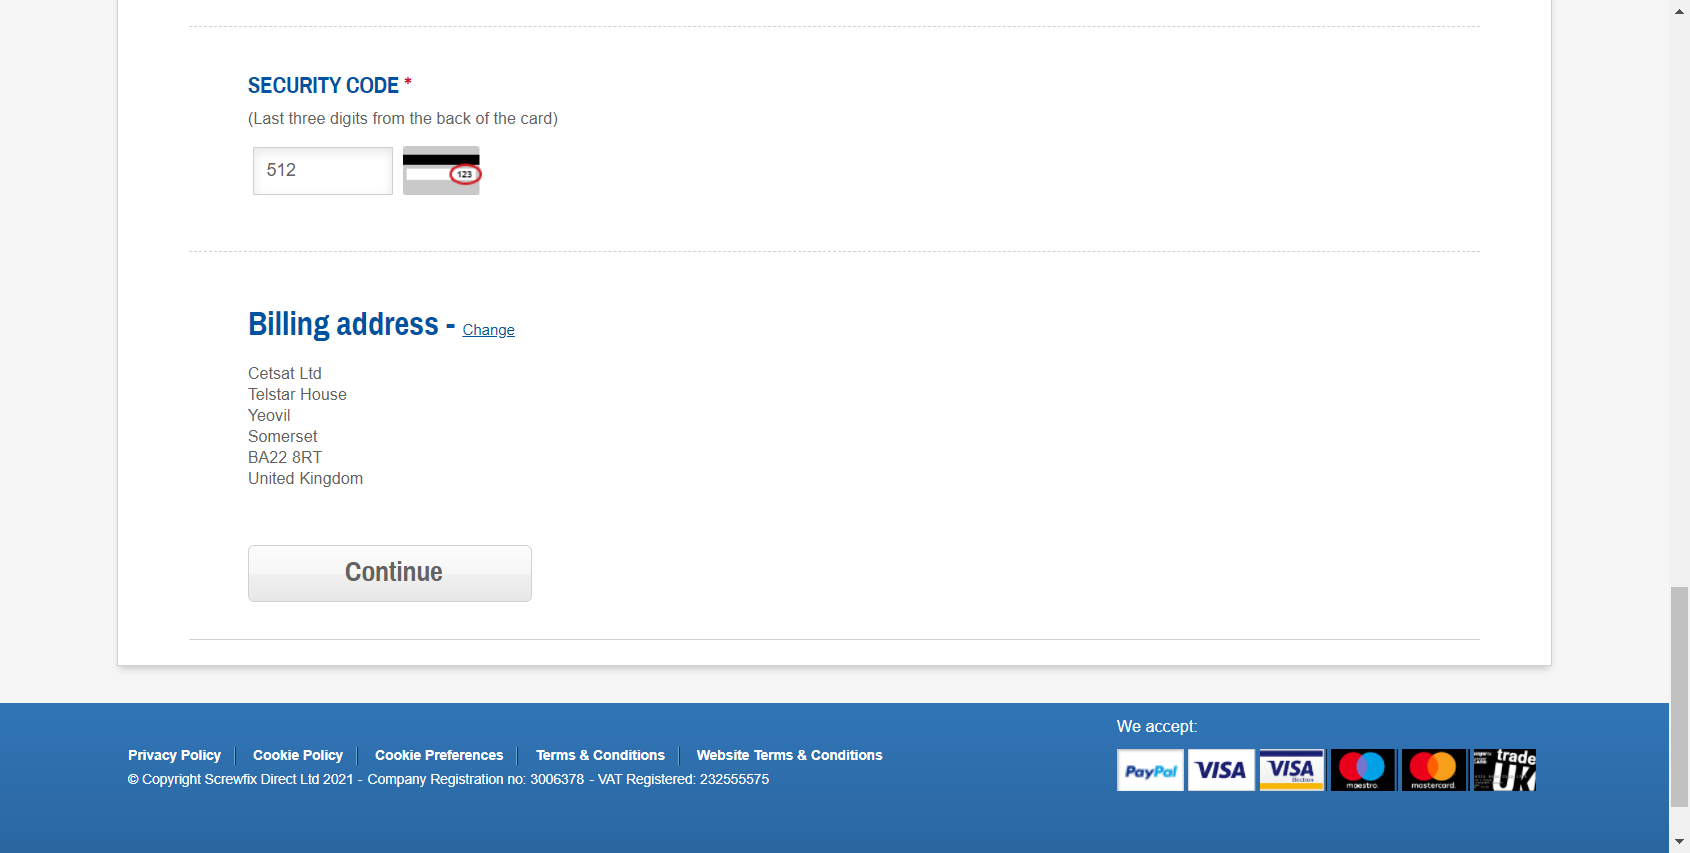 SECURITY CODE *
(Last three digits from the back of the card)
512
123
Billing address - Change
Cetsat Ltd
Telstar House
Yeovil
Somerset
BA22 8RT
United Kingdom
Continue
We accept:
Privacy Policy
Cookie Policy
Cookie Preferences
Terms & Conditions
Website Terms & Conditions
© Copyright Screwfix Direct Ltd 2021 - Company Registration no: 3006378 - VAT Registered: 232555575
PayPal
VISA
VISA
Electron
maestro.
mastercard.
trade
UK